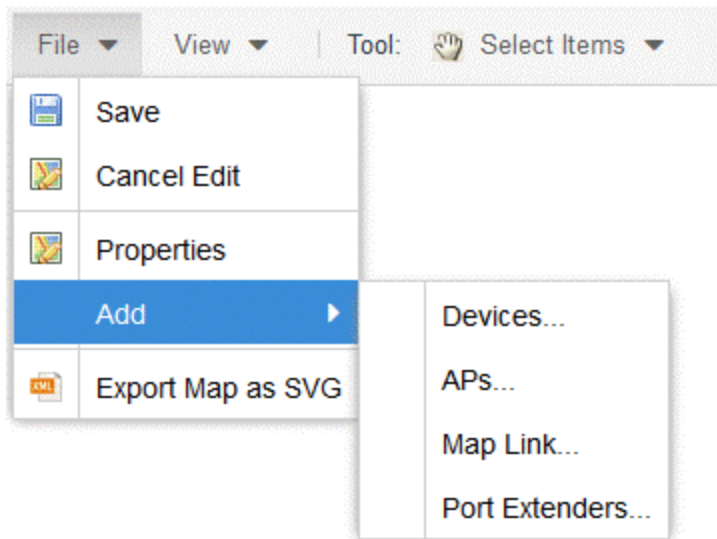 File View Tool: Select Items
Save
Cancel Edit
Properties
Add
Devices...
APs...
XML Export Map as SVG
Map Link...
Port Extenders...